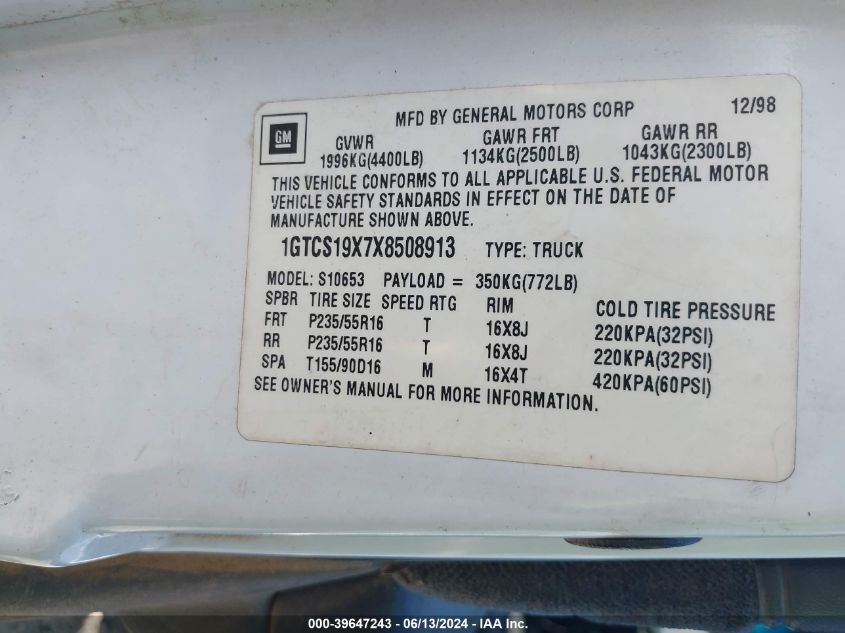 MFD BY GENERAL MOTORS CORP 12/98
GM
GVWR GAWR FRT GAWR RR
1996KG(4400LB) 1134KG(2500LB) 1043KG(2300LB)
THIS VEHICLE CONFORMS TO ALL APPLICABLE U.S. FEDERAL MOTOR
VEHICLE SAFETY STANDARDS IN EFFECT ON THE DATE OF
MANUFACTURE SHOWN ABOVE.
1GTCS19X7X8508913 TYPE: TRUCK
MODEL: S10653 PAYLOAD = 350KG(772LB)
SPBR TIRE SIZE SPEED RTG RIM COLD TIRE PRESSURE
FRT P235/55R16 T 16X8J 220KPA(32PSI)
RR P235/55R16 T 16X8J 220KPA(32PSI)
SPA T155/90D16 M 16X4T 420KPA(60PSI)
SEE OWNER'S MANUAL FOR MORE INFORMATION.
000-39647243 - 06/13/2024 - IAA Inc.